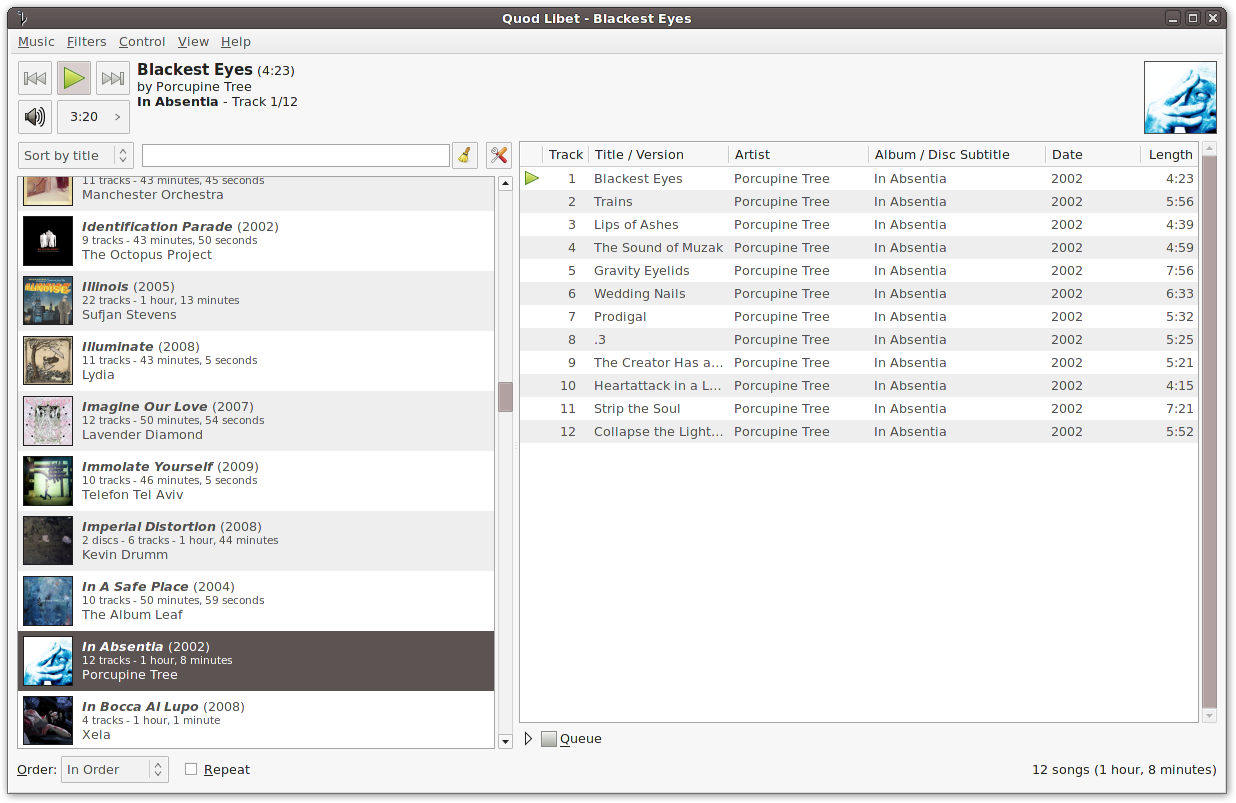 Quod Libet - Blackest Eyes
Music Filters Control View Help
Blackest Eyes (4:23)
by Porcupine Tree
In Absentia - Track 1/12
3:20
Sort by title
11 tracks - 43 minutes, 45 seconds
Manchester Orchestra
Identification Parade (2002)
9 tracks - 43 minutes, 50 seconds
The Octopus Project
Illinois (2005)
22 tracks - 1 hour, 13 minutes
Sufjan Stevens
Illuminate (2008)
11 tracks - 43 minutes, 5 seconds
Lydia
Imagine Our Love (2007)
12 tracks - 50 minutes, 54 seconds
Lavender Diamond
Immolate Yourself (2009)
10 tracks - 46 minutes, 5 seconds
Telefon Tel Aviv
Imperial Distortion (2008)
2 discs - 6 tracks - 1 hour, 44 minutes
Kevin Drumm
In A Safe Place (2004)
10 tracks - 50 minutes, 59 seconds
The Album Leaf
In Absentia (2002)
12 tracks - 1 hour, 8 minutes
Porcupine Tree
In Bocca Al Lupo (2008)
4 tracks - 1 hour, 1 minute
Xela
Track Title / Version Artist Album / Disc Subtitle Date Length
1 Blackest Eyes Porcupine Tree In Absentia 2002 4:23
2 Trains Porcupine Tree In Absentia 2002 5:56
3 Lips of Ashes Porcupine Tree In Absentia 2002 4:39
4 The Sound of Muzak Porcupine Tree In Absentia 2002 4:59
5 Gravity Eyelids Porcupine Tree In Absentia 2002 7:56
6 Wedding Nails Porcupine Tree In Absentia 2002 6:33
7 Prodigal Porcupine Tree In Absentia 2002 5:32
8 .3 Porcupine Tree In Absentia 2002 5:25
9 The Creator Has a... Porcupine Tree In Absentia 2002 5:21
10 Heartattack in a L... Porcupine Tree In Absentia 2002 4:15
11 Strip the Soul Porcupine Tree In Absentia 2002 7:21
12 Collapse the Light... Porcupine Tree In Absentia 2002 5:52
Queue
Order: In Order Repeat
12 songs (1 hour, 8 minutes)